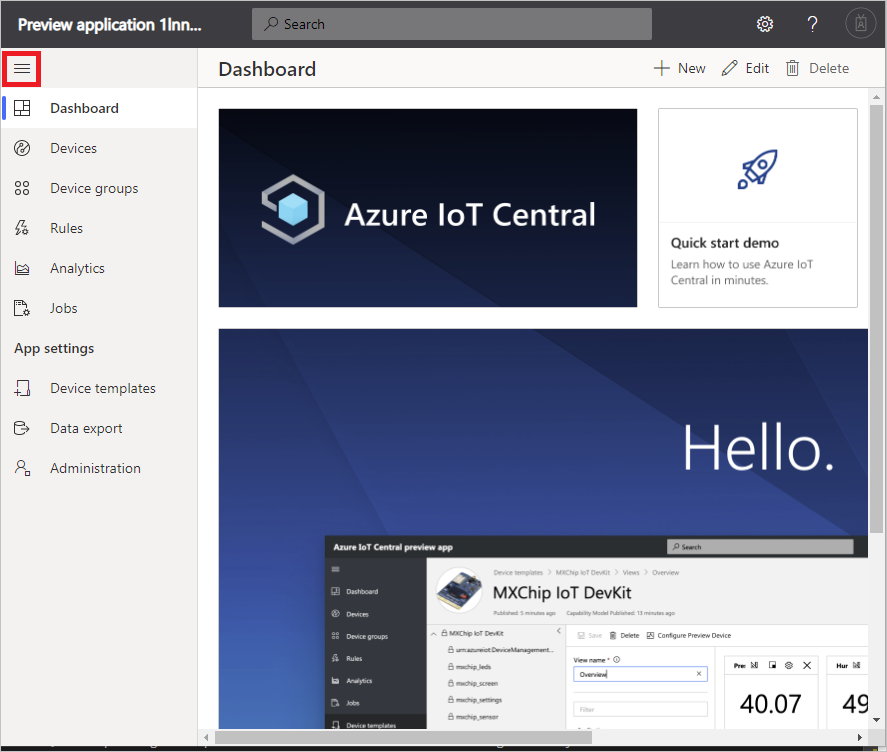 Preview application 1Inn...
Search
?
Dashboard
New
Edit
Delete
Dashboard
Devices
Device groups
Rules
Analytics
Jobs
App settings
Device templates
Data export
Administration
Azure IoT Central
Quick start demo
Learn how to use Azure IoT
Central in minutes.
Hello.
Azure IoT Central preview app
Search
Dashboard
Devices
Device groups
Rules
Analytics
Jobs
Device templates
Device templates > MXChip IoT DevKit > Views > Overview
MXChip IoT DevKit
Published: 5 minutes ago Capability Model Published: 13 minutes ago
MXChip IoT DevKit
urn:azureiot:DeviceManagement...
mxchip_leds
mxchip_screen
mxchip_settings
mxchip_sensor
Save
Delete
Configure Preview Device
View name *
Overview
Filter
Pre
40.07
Hur
49